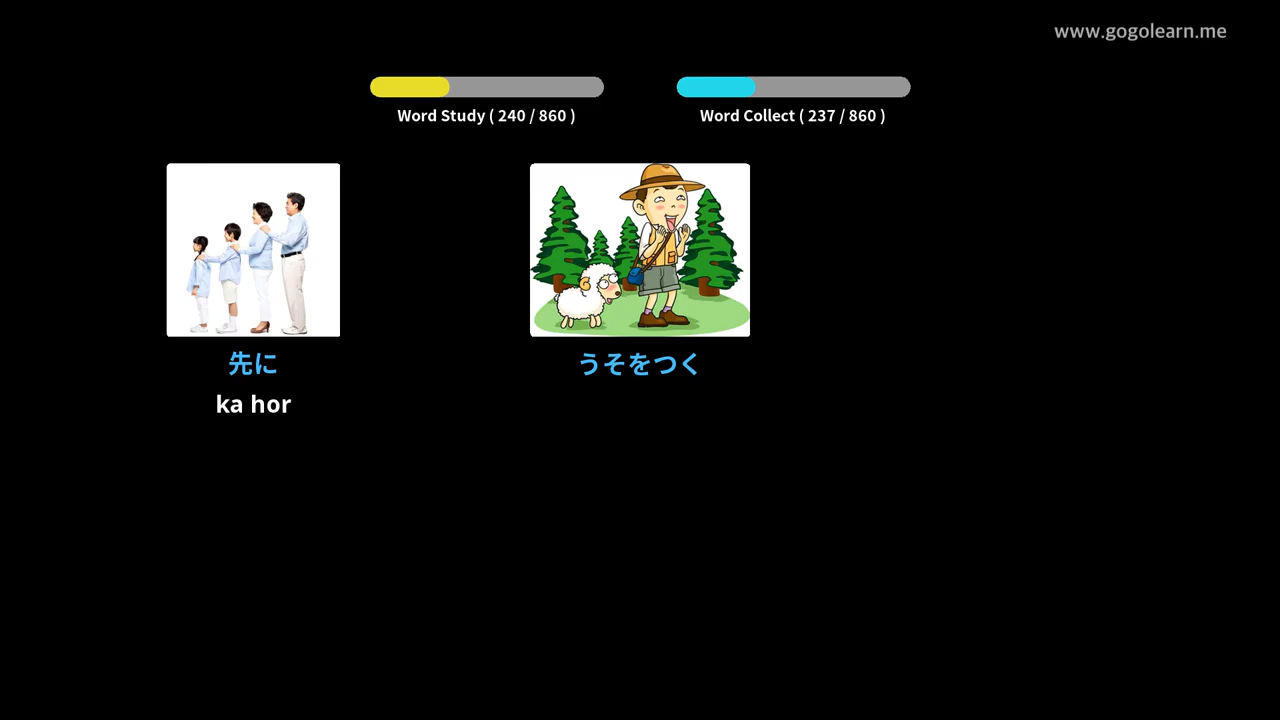 www.gogolearn.me
Word Study ( 240 / 860 )
Word Collect ( 237 / 860 )
先に
ka hor
うそをつく